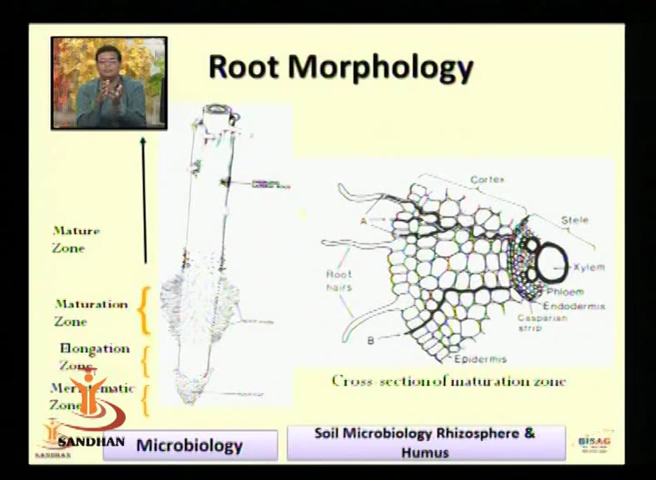 Root Morphology
Cortex
Stele
A
Mature
Zone
Xylem
Root
hairs
Phloem
Maturation
Zone
Endodermis
Casparian
strip
B
Elongation
Zone
Epidermis
Cross-section of maturation zone
Zone
SANDHAN
SANDHAN
Microbiology
Soil Microbiology Rhizosphere &
Humus
BISAG